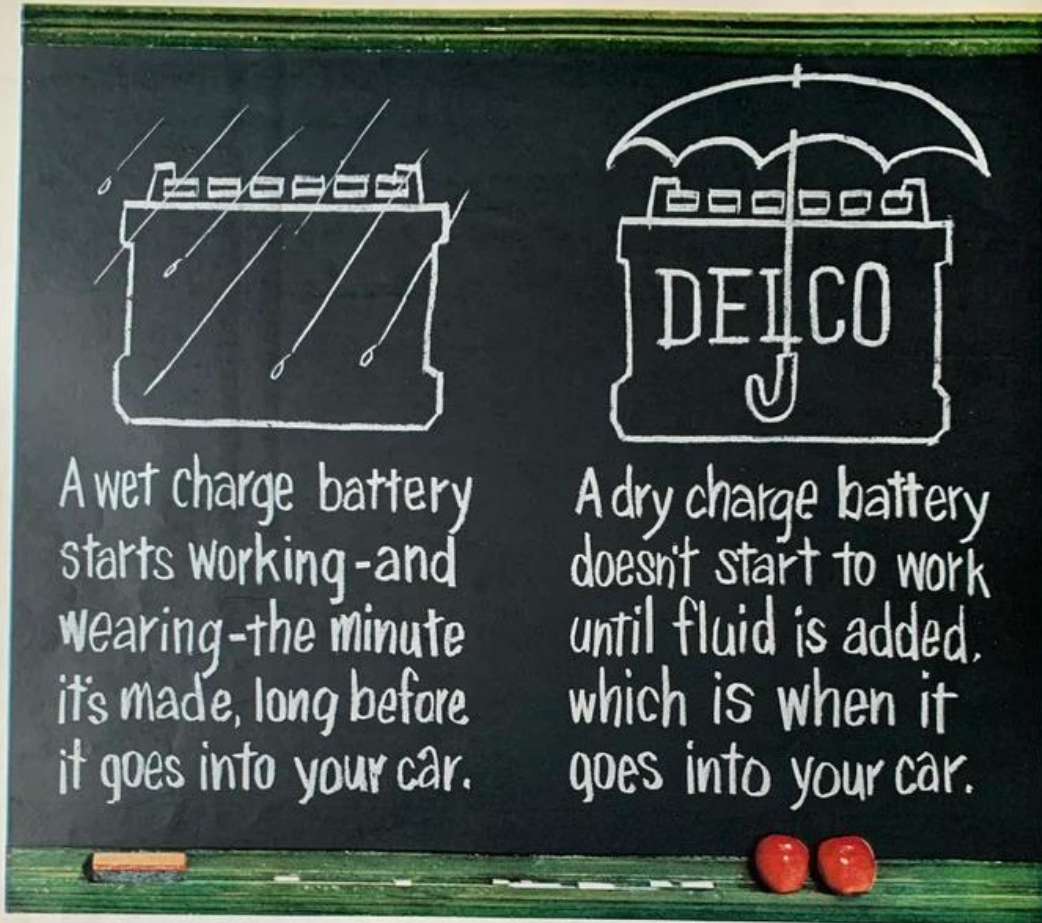 DELCO
A wet charge battery
starts working-and
wearing-the minute
it's made, long before
it goes into your car.
A dry charge battery
doesn't start to work
until fluid is added,
which is when it
goes into your car.